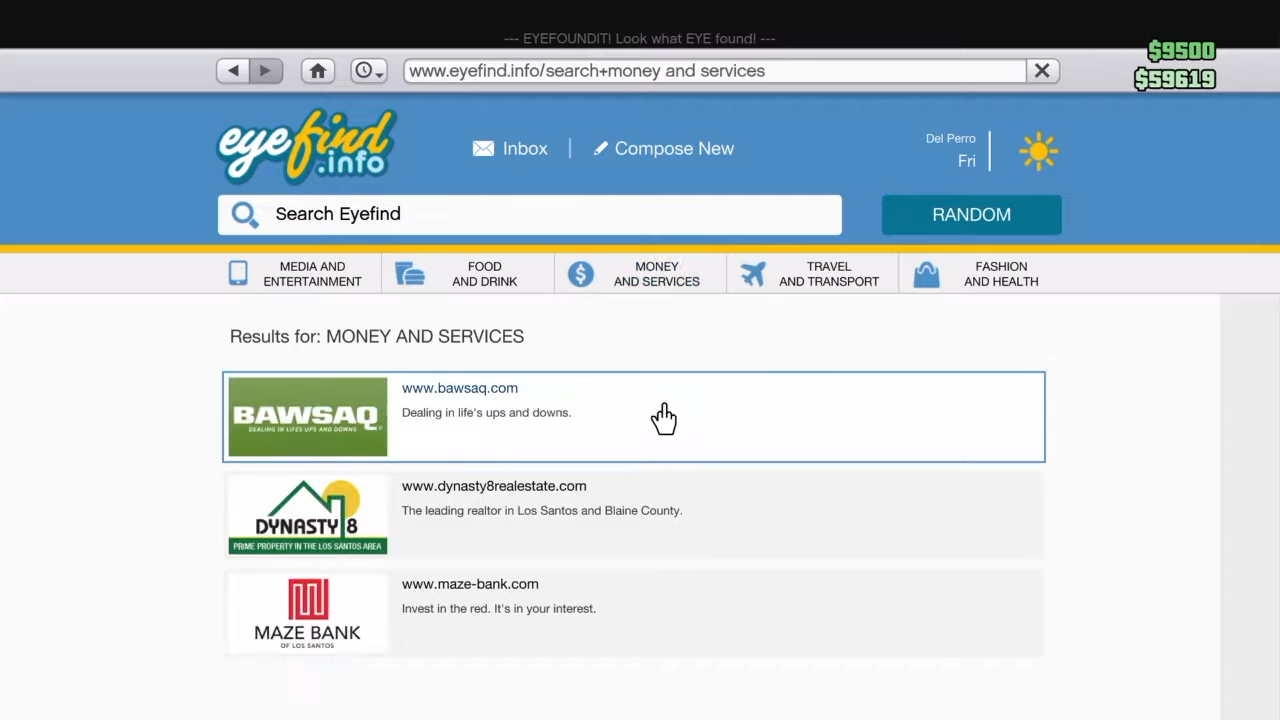 --- EYEFOUNDIT! Look what EYE found! ---
$9500
www.eyefind.info/search+money and services
$59619
eyefind
.info
Inbox
Compose New
Del Perro
Fri
Search Eyefind
RANDOM
MEDIA AND
ENTERTAINMENT
FOOD
AND DRINK
MONEY
AND SERVICES
TRAVEL
AND TRANSPORT
FASHION
AND HEALTH
Results for: MONEY AND SERVICES
BAWSAQ
DEALING IN LIFES UPS AND DOWNS
www.bawsaq.com
Dealing in life's ups and downs.
DYNASTY 8
PRIME PROPERTY IN THE LOS SANTOS AREA
www.dynasty8realestate.com
The leading realtor in Los Santos and Blaine County.
MAZE BANK
OF LOS SANTOS
www.maze-bank.com
Invest in the red. It's in your interest.